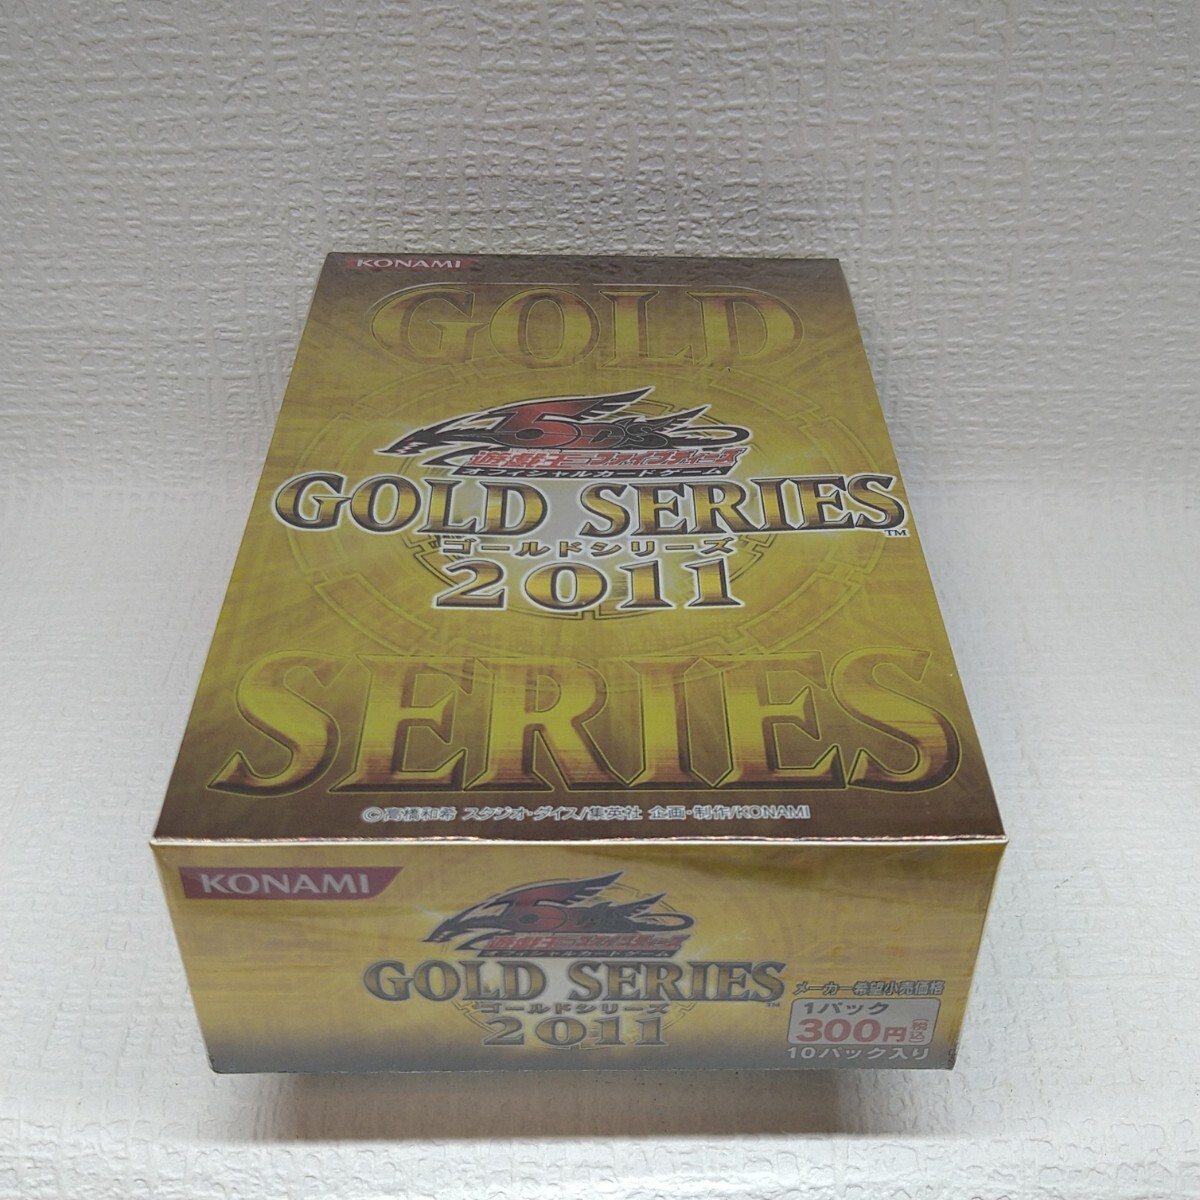 KONAMI
GOLD
5D's
遊戯王ファイブディーズ
オフィシャルカードゲーム
GOLD SERIES™
ゴールドシリーズ
2011
SERIES
©高橋和希 スタジオ・ダイス/集英社 企画・制作/KONAMI
KONAMI
5D's
遊戯王ファイブディーズ
オフィシャルカードゲーム
GOLD SERIES™
ゴールドシリーズ
2011
メーカー希望小売価格
1パック
300円(税込)
10パック入り